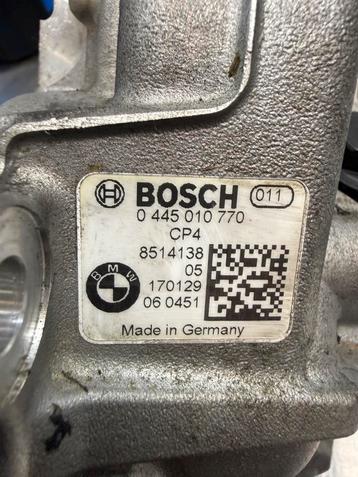 BOSCH 011
0 445 010 770
CP4
8514138
05
170129
06 0451
BMW
Made in Germany